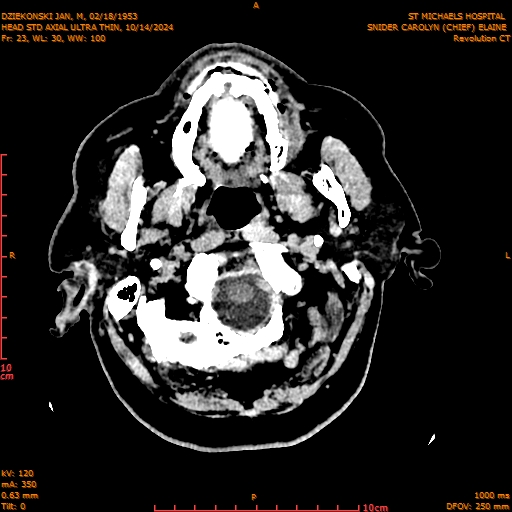 A
DZIEKONSKI JAN, M, 02/18/1953
HEAD STD AXIAL ULTRA THIN, 10/14/2024
Fr: 23, WL: 30, WW: 100
ST MICHAELS HOSPITAL
SNIDER CAROLYN (CHIEF) ELAINE
Revolution CT
R
L
10
cm
kV: 120
mA: 350
0.63 mm
Tilt: 0
P
10cm
1000 ms
DFOV: 250 mm